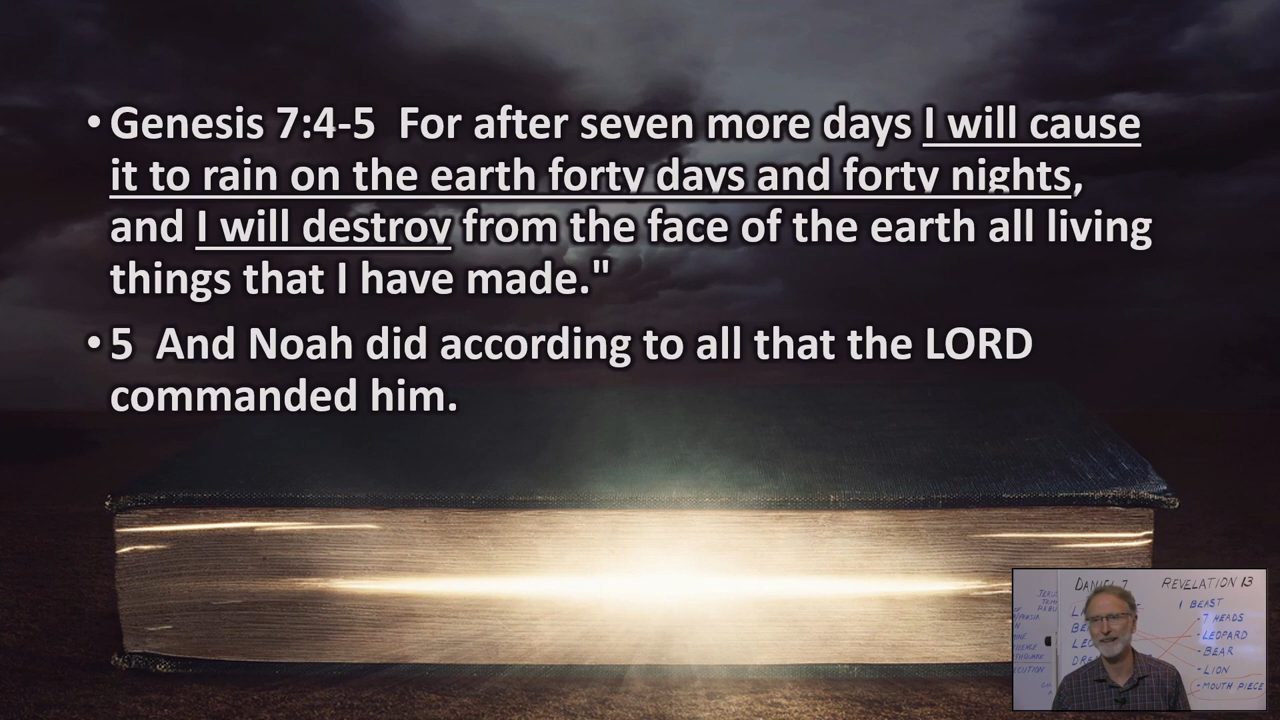 • Genesis 7:4-5  For after seven more days I will cause
it to rain on the earth forty days and forty nights,
and I will destroy from the face of the earth all living
things that I have made."
• 5  And Noah did according to all that the LORD
commanded him.
REVELATION 13
1 BEAST
- 7 HEADS
- LEOPARD
- BEAR
- LION
- MOUTH PIECE